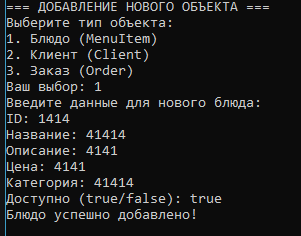 === ДОБАВЛЕНИЕ НОВОГО ОБЪЕКТА ===
Выберите тип объекта:
1. Блюдо (MenuItem)
2. Клиент (Client)
3. Заказ (Order)
Ваш выбор: 1
Введите данные для нового блюда:
ID: 1414
Название: 41414
Описание: 4141
Цена: 4141
Категория: 41414
Доступно (true/false): true
Блюдо успешно добавлено!